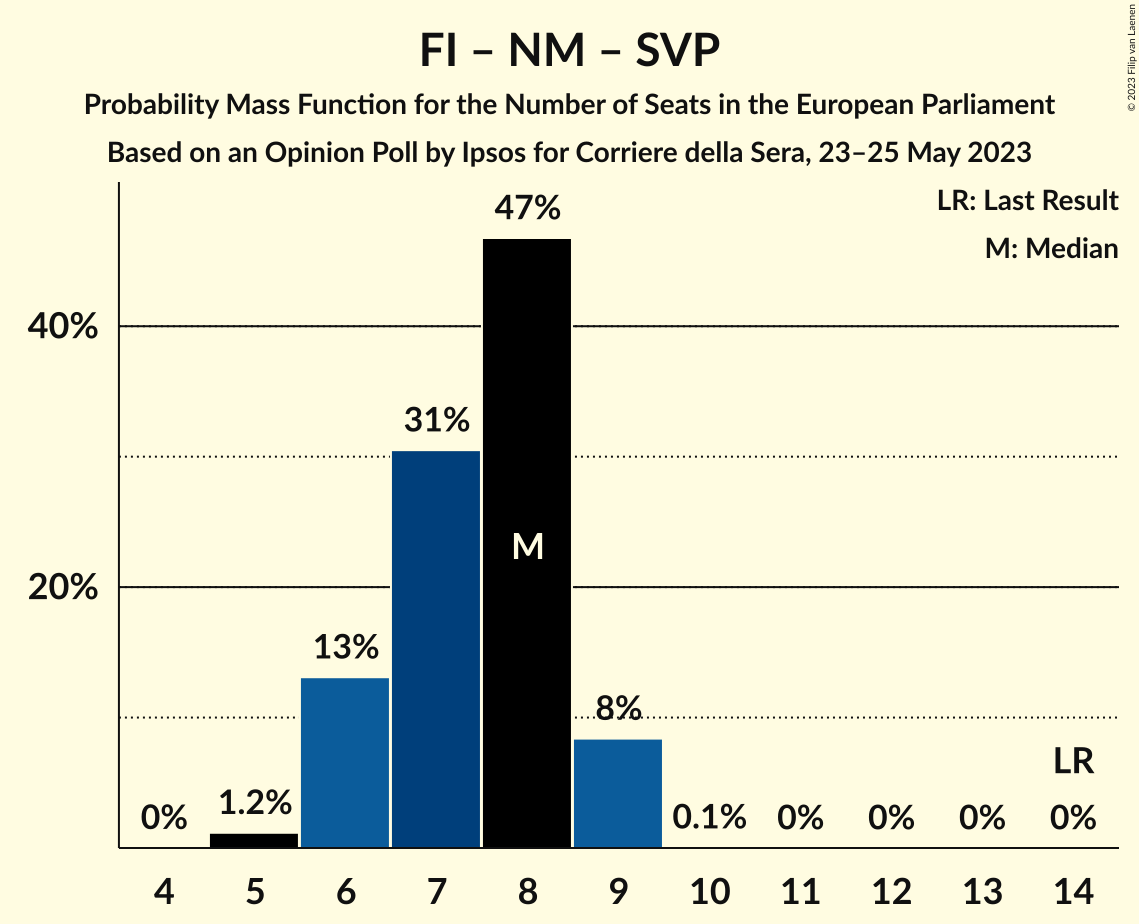 FI – NM – SVP
Probability Mass Function for the Number of Seats in the European Parliament
Based on an Opinion Poll by Ipsos for Corriere della Sera, 23–25 May 2023
© 2023 Filip van Laenen
LR: Last Result
M: Median
47%
40%
31%
M
20%
13%
8%
LR
0%
1.2%
0.1%
0%
0%
0%
0%
4 5 6 7 8 9 10 11 12 13 14